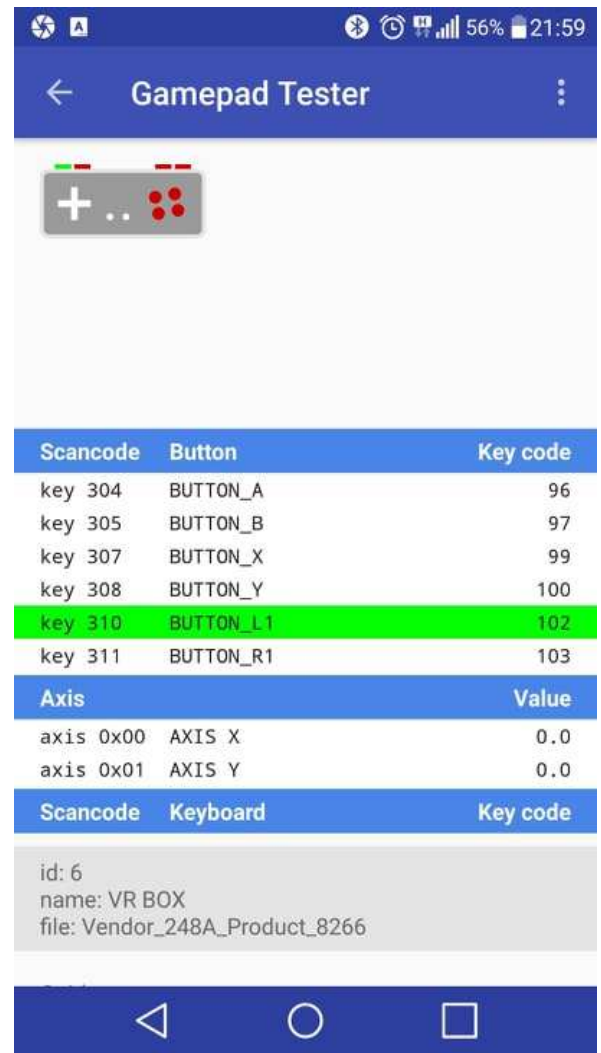 A H 56% 21:59
Gamepad Tester
Scancode Button Key code
key 304 BUTTON_A 96
key 305 BUTTON_B 97
key 307 BUTTON_X 99
key 308 BUTTON_Y 100
key 310 BUTTON_L1 102
key 311 BUTTON_R1 103
Axis Value
axis 0x00 AXIS X 0.0
axis 0x01 AXIS Y 0.0
Scancode Keyboard Key code
id: 6
name: VR BOX
file: Vendor_248A_Product_8266